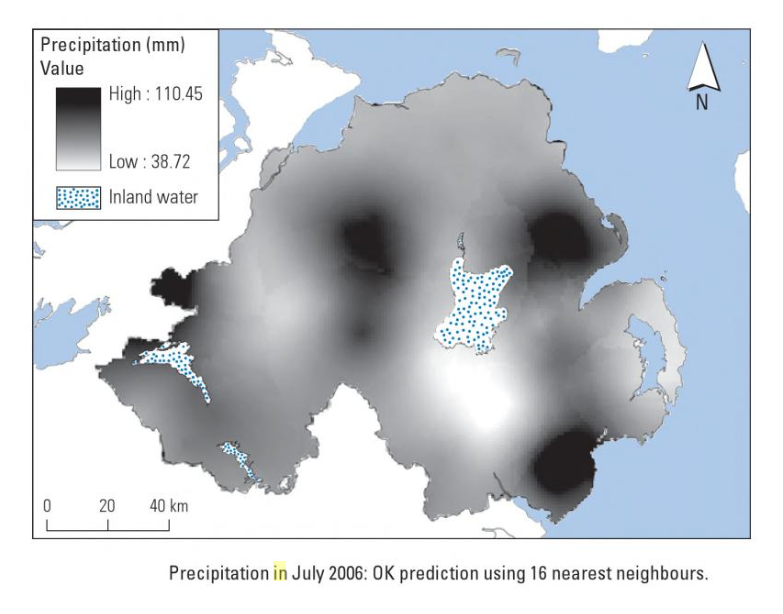 Precipitation (mm)
Value
High : 110.45
Low : 38.72
Inland water
N
0 20 40 km
Precipitation in July 2006: OK prediction using 16 nearest neighbours.